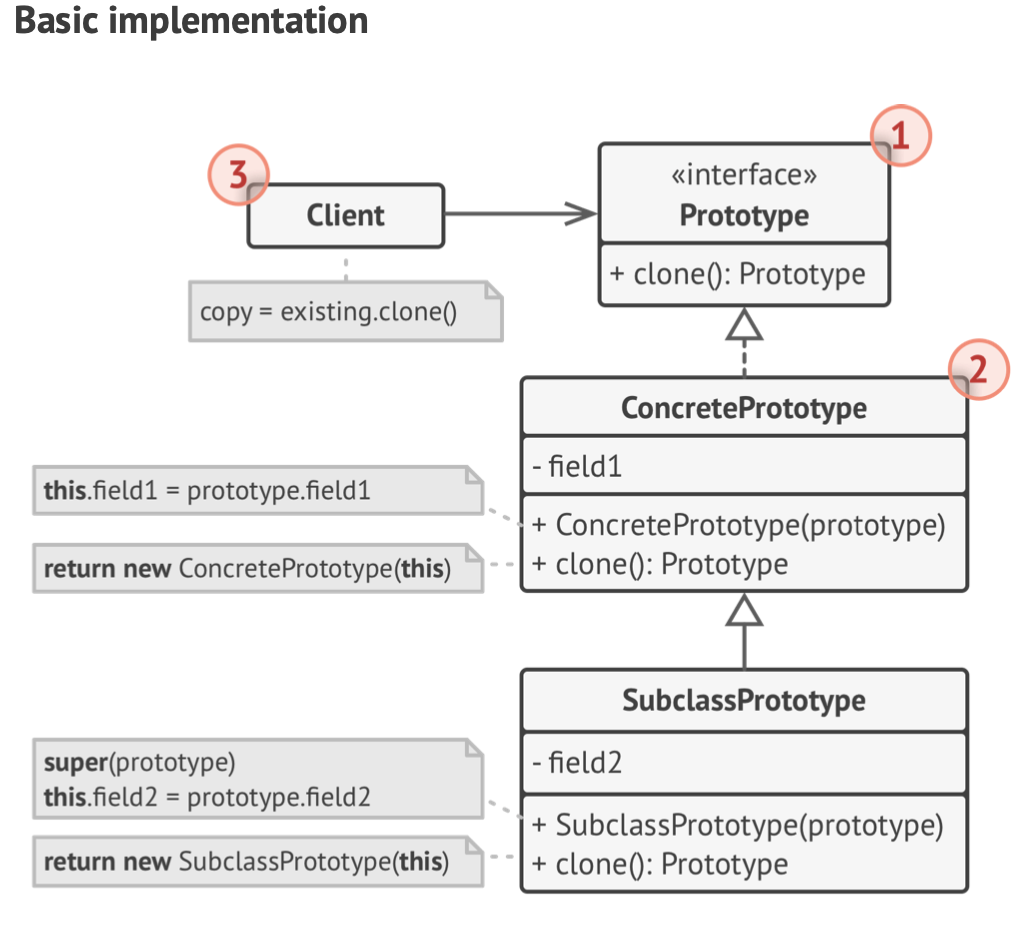 Basic implementation
1
3
«interface»
Prototype
Client
+ clone(): Prototype
copy = existing.clone()
2
ConcretePrototype
- field1
this.field1 = prototype.field1
+ ConcretePrototype(prototype)
return new ConcretePrototype(this)
+ clone(): Prototype
SubclassPrototype
- field2
super(prototype)
this.field2 = prototype.field2
+ SubclassPrototype(prototype)
return new SubclassPrototype(this)
+ clone(): Prototype